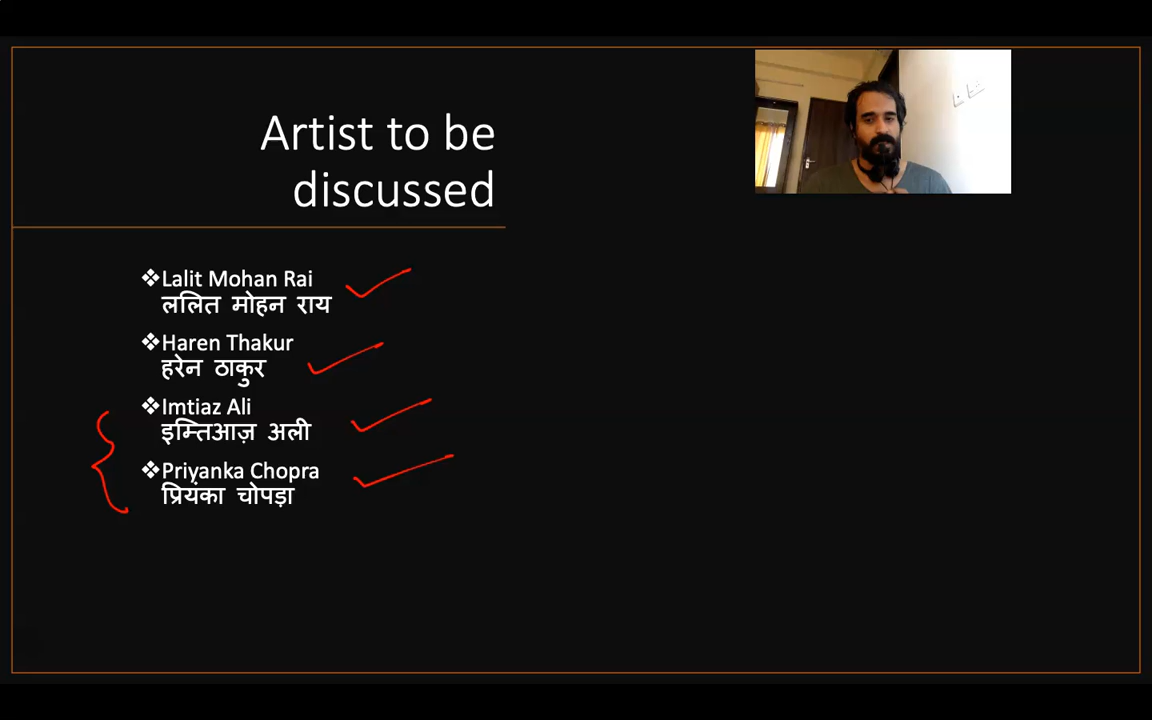 Artist to be
discussed
❖Lalit Mohan Rai
ललित मोहन राय
❖Haren Thakur
हरेन ठाकुर
❖Imtiaz Ali
इम्तिआज़ अली
❖Priyanka Chopra
प्रियंका चोपड़ा